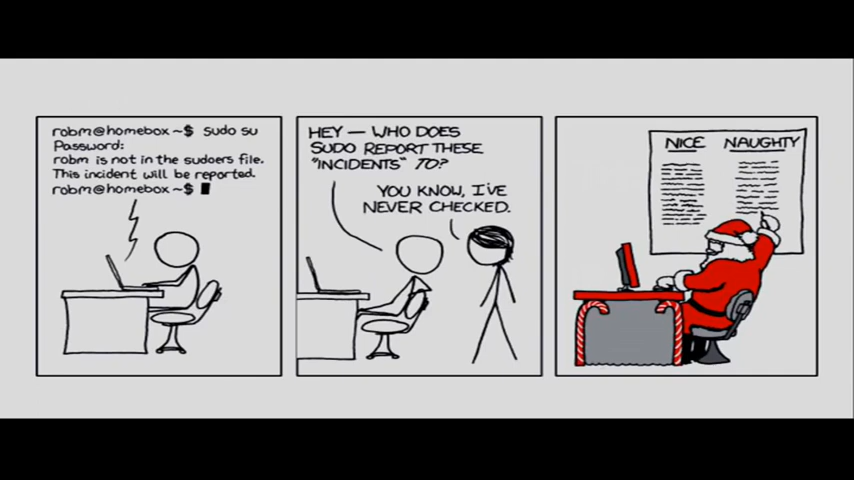 robm@homebox~$ sudo su
Password:
robm is not in the sudoers file.
This incident will be reported.
robm@homebox~$
HEY — WHO DOES
SUDO REPORT THESE
"INCIDENTS" TO?
YOU KNOW, I'VE
NEVER CHECKED.
NICE NAUGHTY